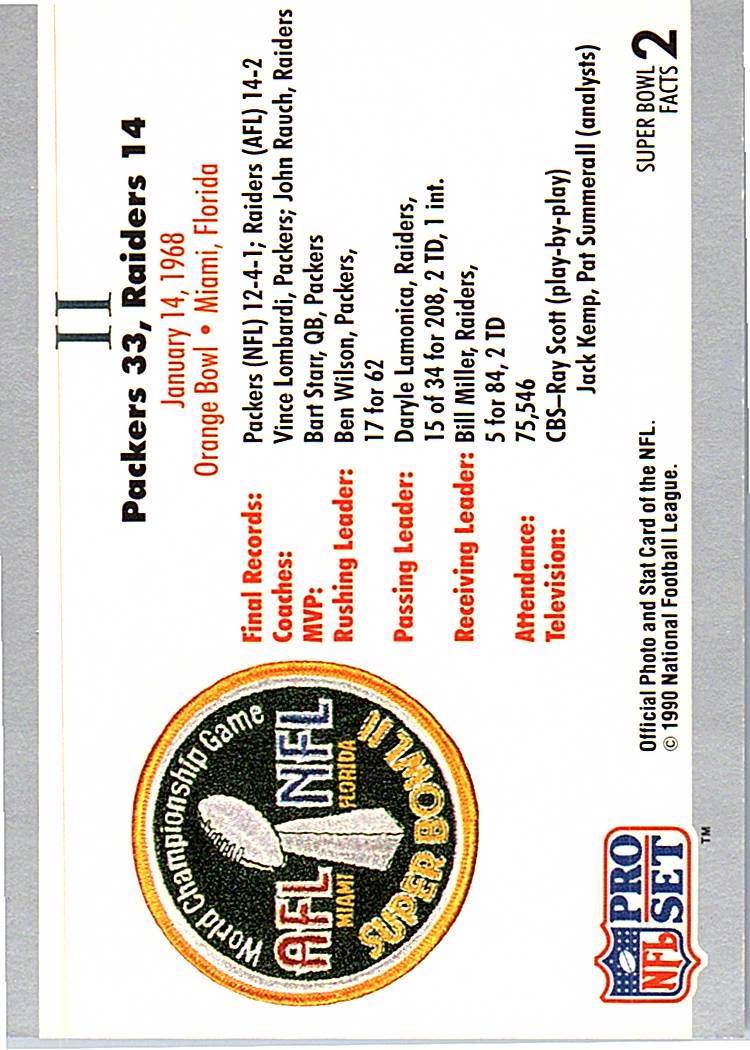 II
Packers 33, Raiders 14
January 14, 1968
Orange Bowl • Miami, Florida
World Championship Game
AFL NFL
MIAMI FLORIDA
SUPER BOWL II
Final Records: Packers (NFL) 12-4-1; Raiders (AFL) 14-2
Coaches: Vince Lombardi, Packers; John Rauch, Raiders
MVP: Bart Starr, QB, Packers
Rushing Leader: Ben Wilson, Packers,
17 for 62
Passing Leader: Daryle Lamonica, Raiders,
15 of 34 for 208, 2 TD, 1 int.
Receiving Leader: Bill Miller, Raiders,
5 for 84, 2 TD
Attendance: 75,546
Television: CBS–Ray Scott (play-by-play)
Jack Kemp, Pat Summerall (analysts)
NFL PRO SET ™
Official Photo and Stat Card of the NFL.
© 1990 National Football League.
SUPER BOWL
FACTS 2